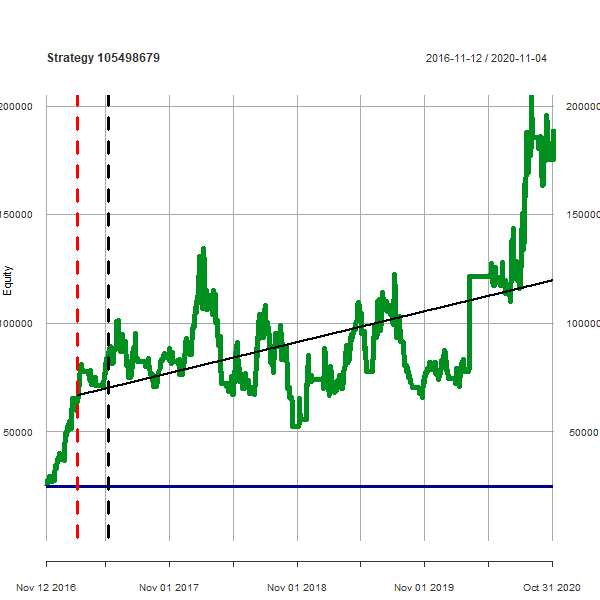 Strategy 105498679
2016-11-12 / 2020-11-04
200000
200000
150000
150000
Equity
100000
100000
50000
50000
Nov 12 2016
Nov 01 2017
Nov 01 2018
Nov 01 2019
Oct 31 2020